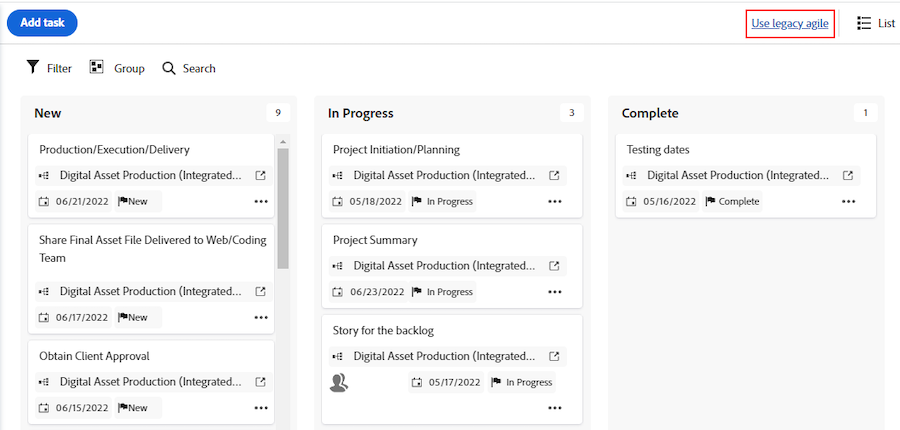 Add task
Use legacy agile
List
Filter
Group
Search
New 9
Production/Execution/Delivery
Digital Asset Production (Integrated...
06/21/2022 New
Share Final Asset File Delivered to Web/Coding
Team
Digital Asset Production (Integrated...
06/17/2022 New
Obtain Client Approval
Digital Asset Production (Integrated...
06/15/2022 New
In Progress 3
Project Initiation/Planning
Digital Asset Production (Integrated...
05/18/2022 In Progress
Project Summary
Digital Asset Production (Integrated...
06/23/2022 In Progress
Story for the backlog
Digital Asset Production (Integrated...
05/17/2022 In Progress
Complete 1
Testing dates
Digital Asset Production (Integrated...
05/16/2022 Complete